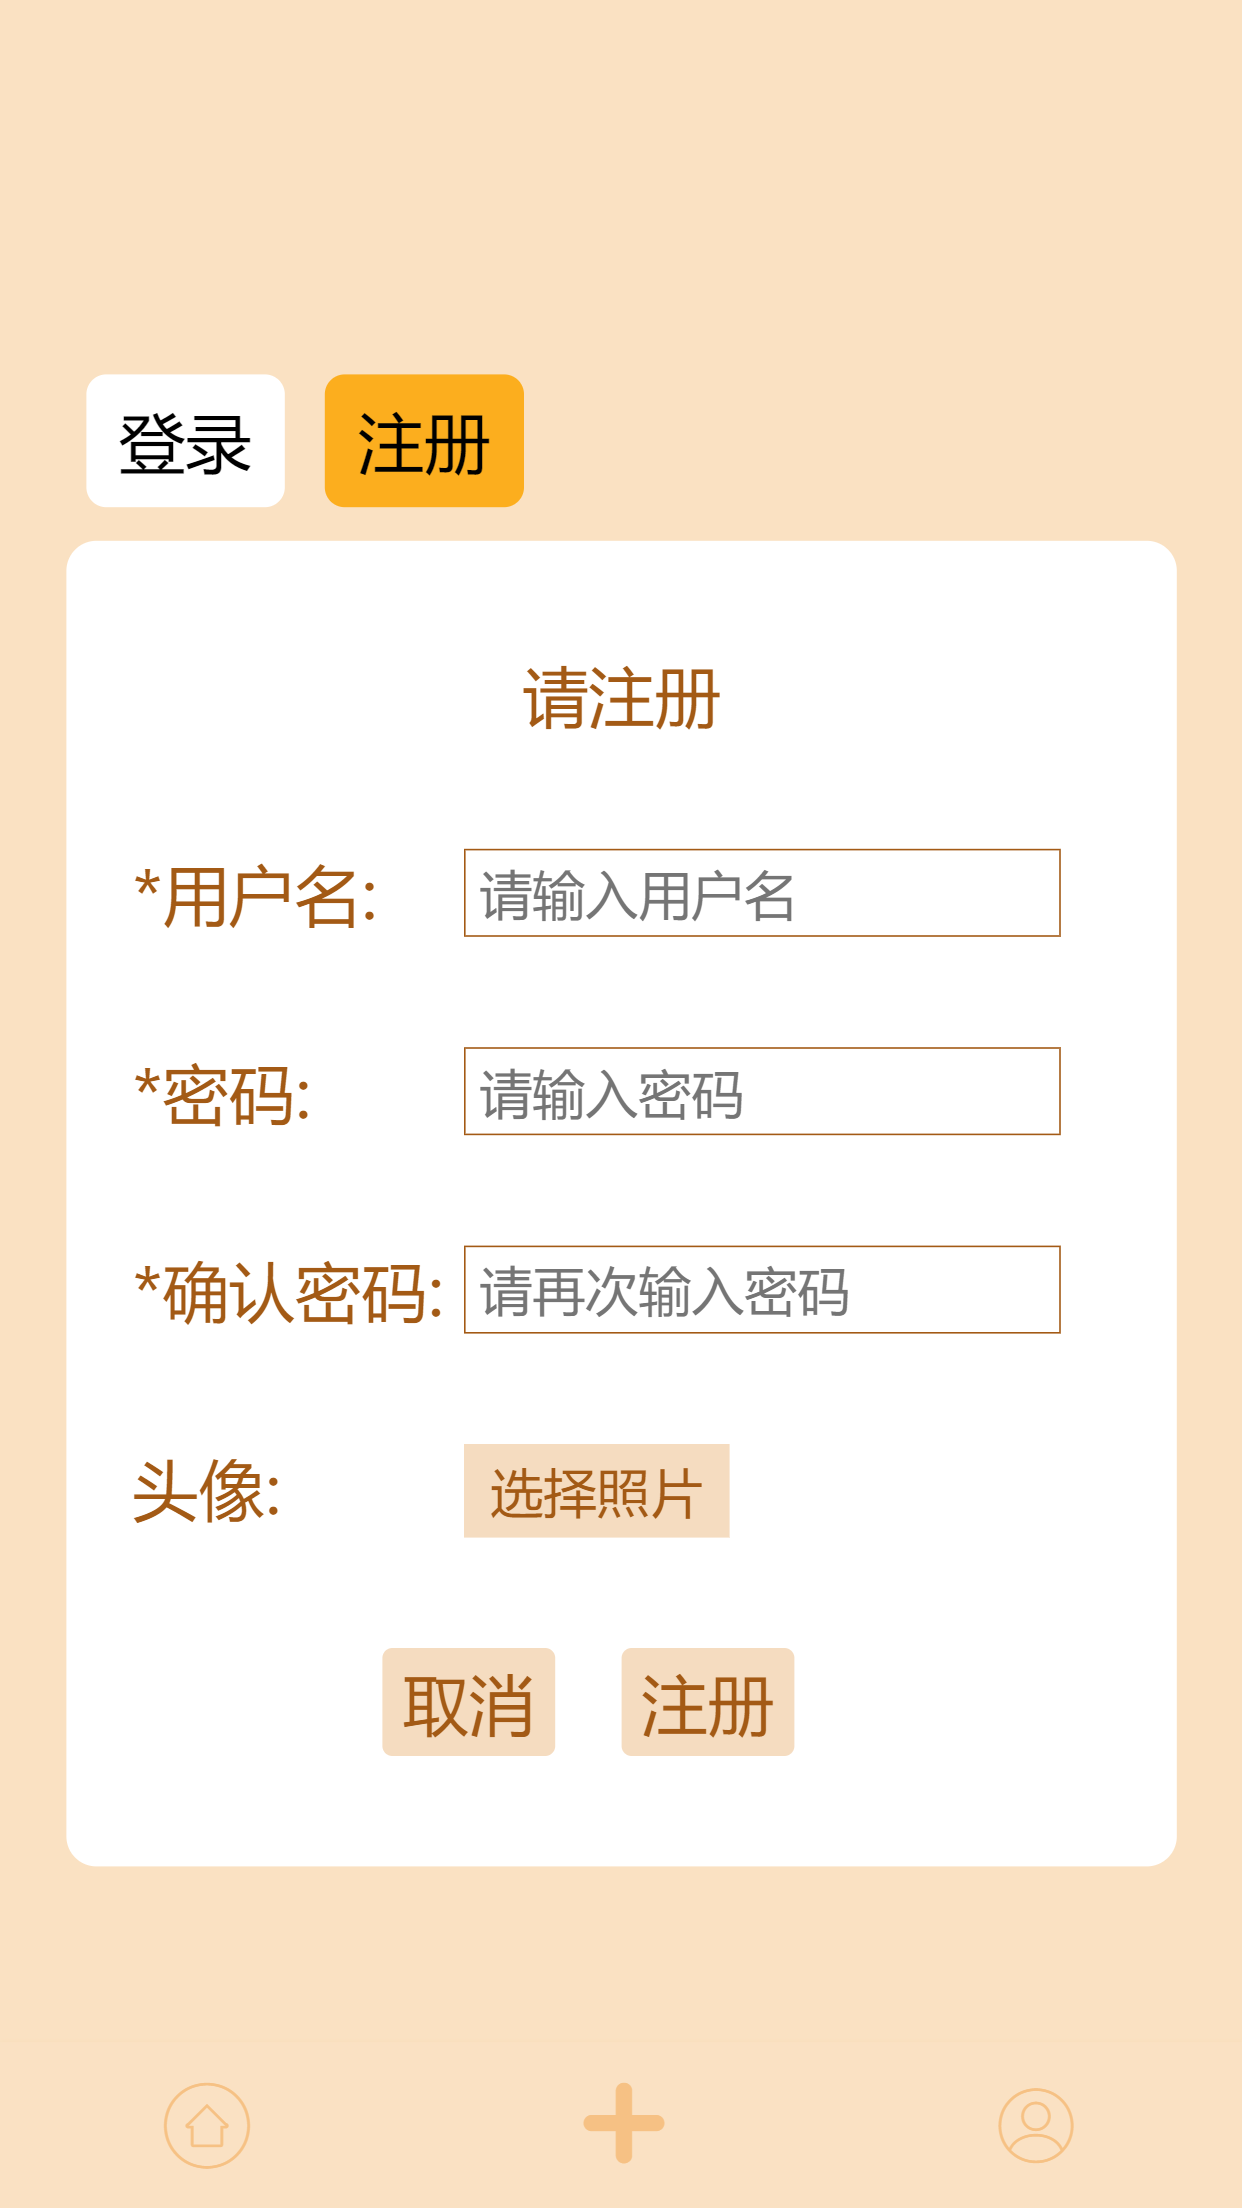 登录 注册
请注册
*用户名: 请输入用户名
*密码: 请输入密码
*确认密码: 请再次输入密码
头像: 选择照片
取消 注册